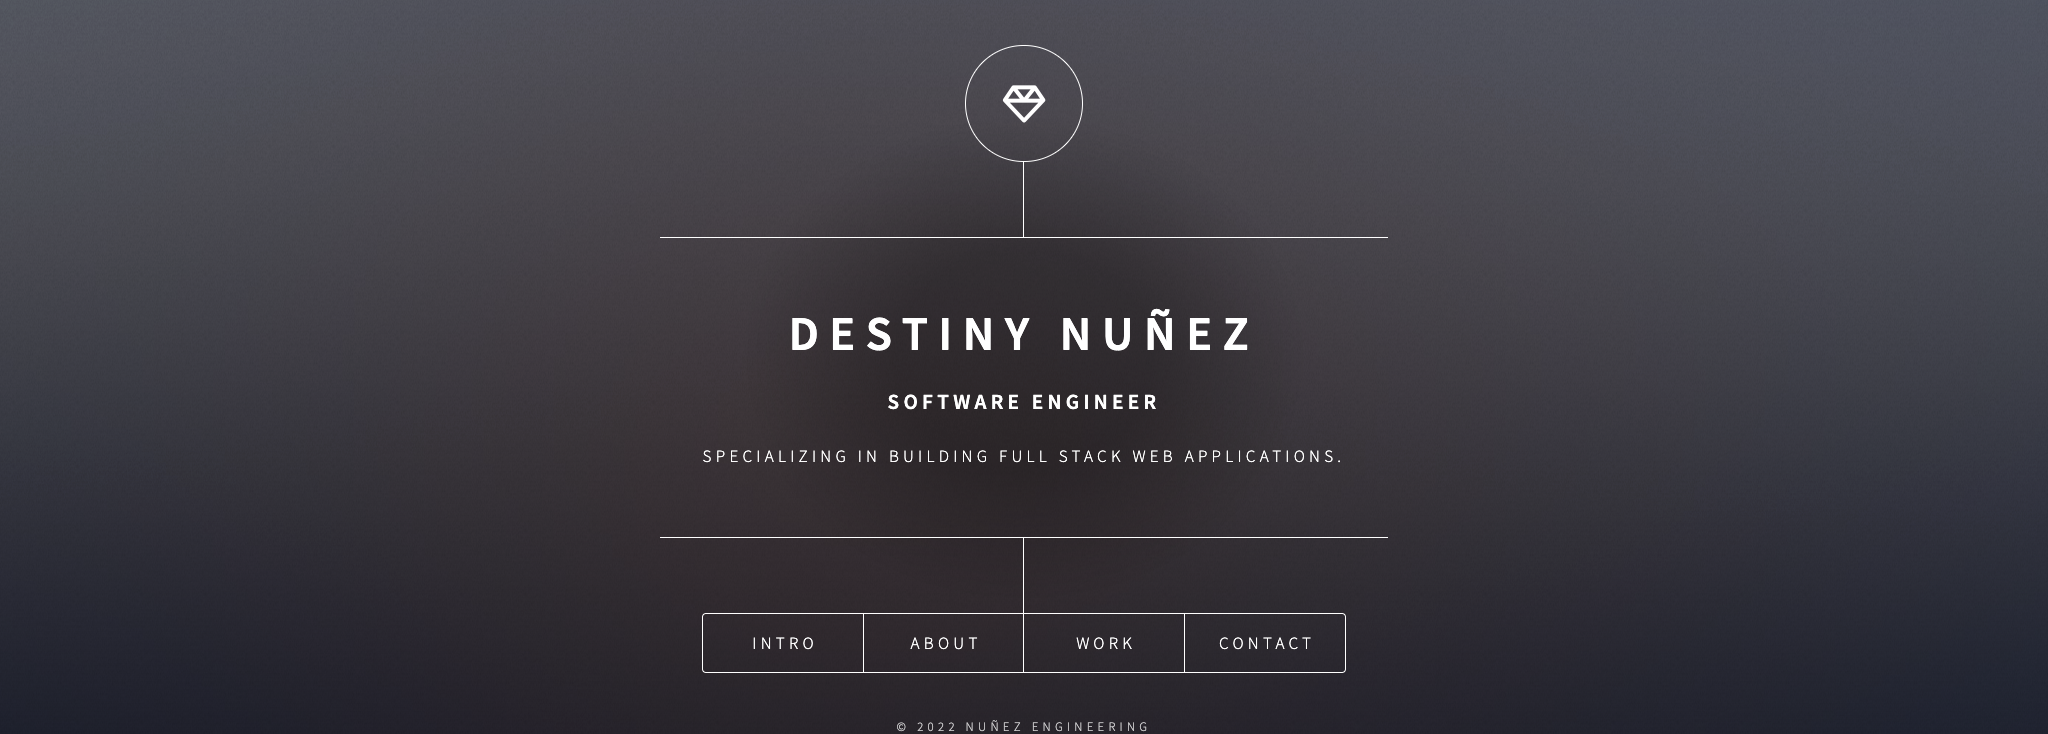 DESTINY NUÑEZ
SOFTWARE ENGINEER
SPECIALIZING IN BUILDING FULL STACK WEB APPLICATIONS.
INTRO ABOUT WORK CONTACT
© 2022 NUÑEZ ENGINEERING